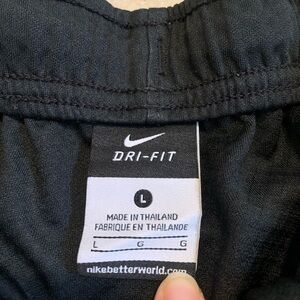 DRI-FIT
L
MADE IN THAILAND
FABRIQUE EN THAILANDE
L G G
nikebetterworld.com